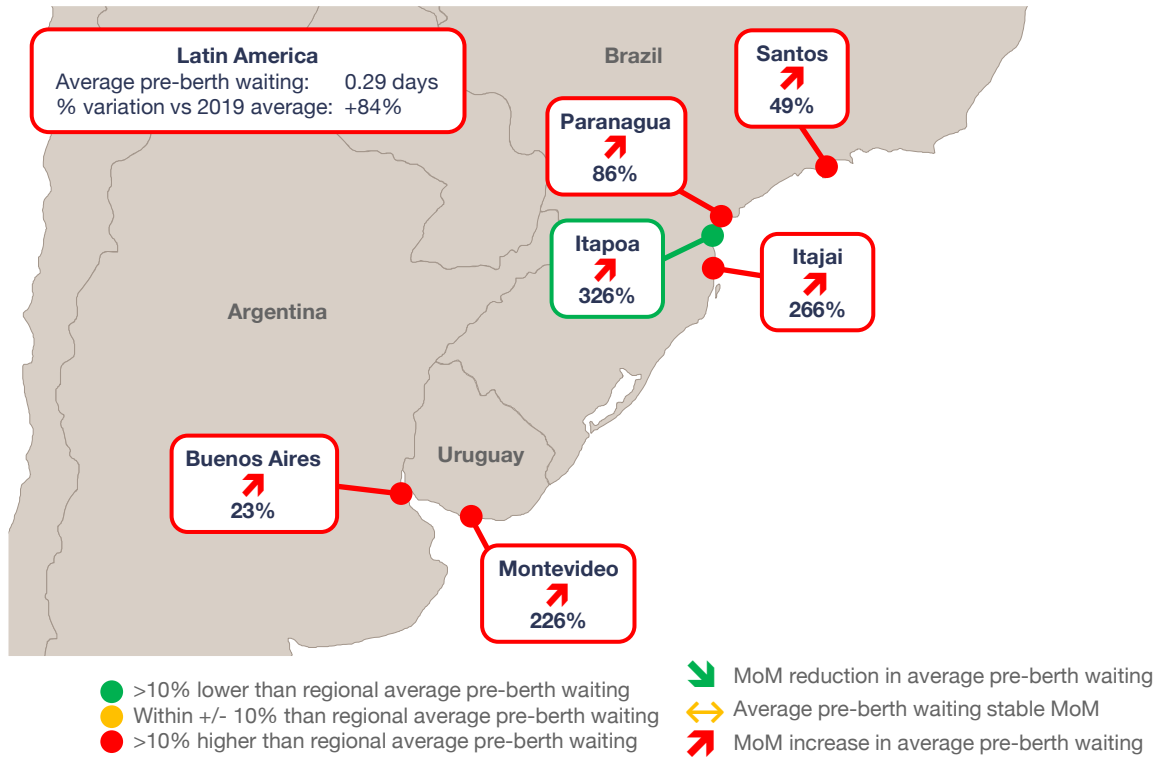 Latin America
Average pre-berth waiting: 0.29 days
% variation vs 2019 average: +84%
Brazil
Santos
49%
Paranagua
86%
Itapoa
326%
Itajai
266%
Argentina
Uruguay
Buenos Aires
23%
Montevideo
226%
>10% lower than regional average pre-berth waiting
Within +/- 10% than regional average pre-berth waiting
>10% higher than regional average pre-berth waiting
MoM reduction in average pre-berth waiting
Average pre-berth waiting stable MoM
MoM increase in average pre-berth waiting